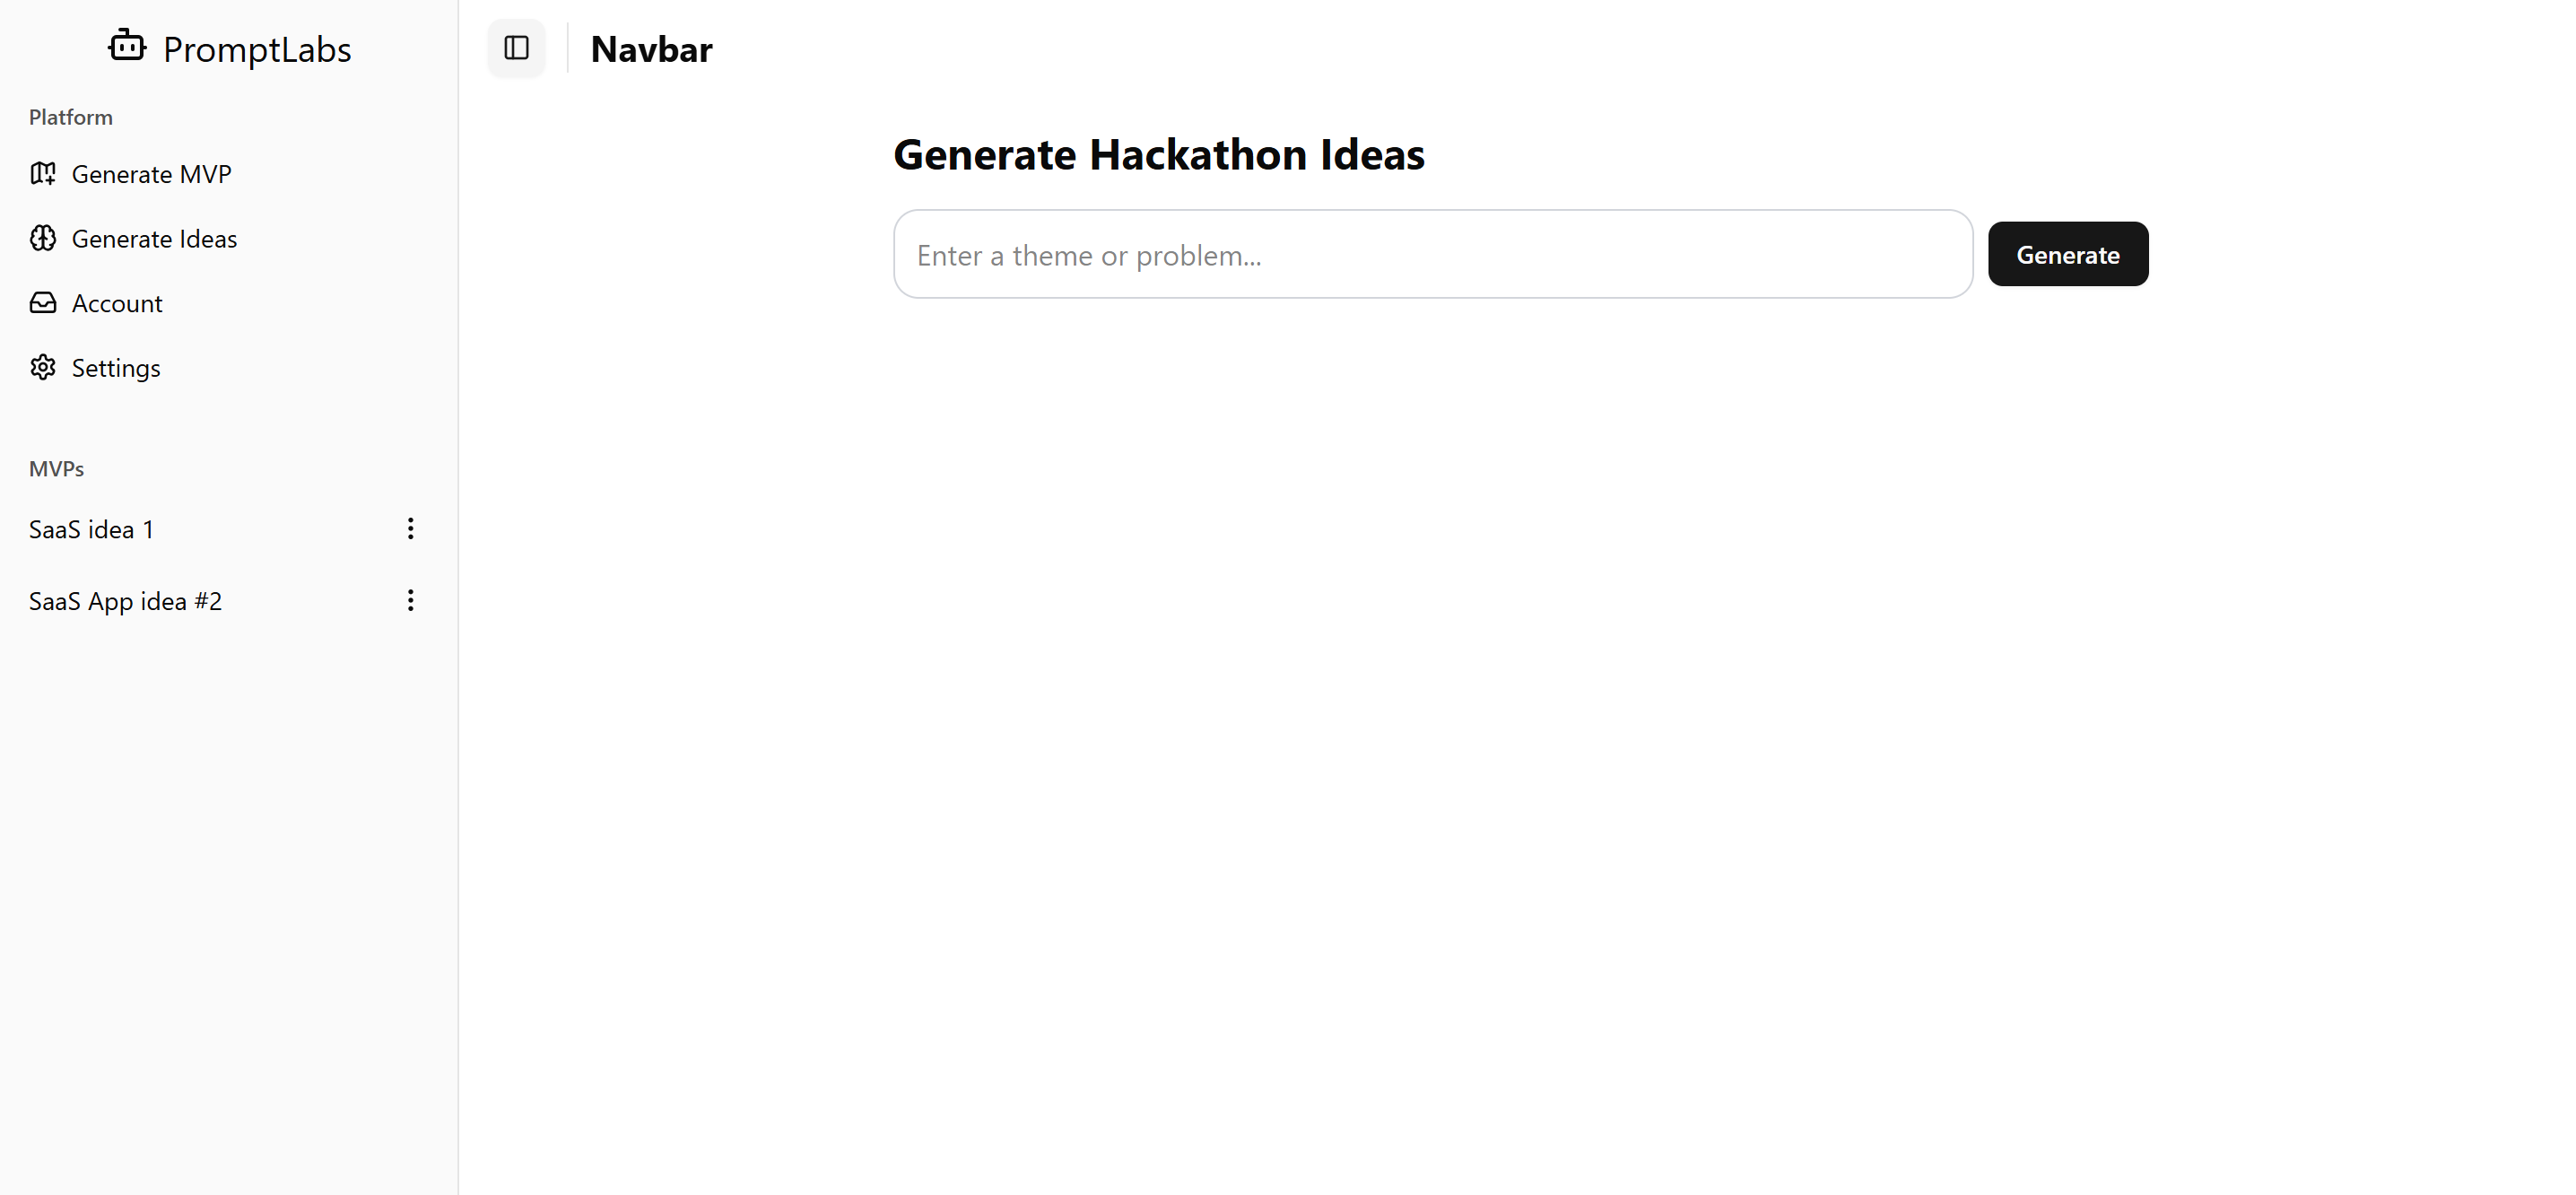 PromptLabs
Platform
Generate MVP
Generate Ideas
Account
Settings
MVPs
SaaS idea 1
SaaS App idea #2
Navbar
Generate Hackathon Ideas
Enter a theme or problem...
Generate